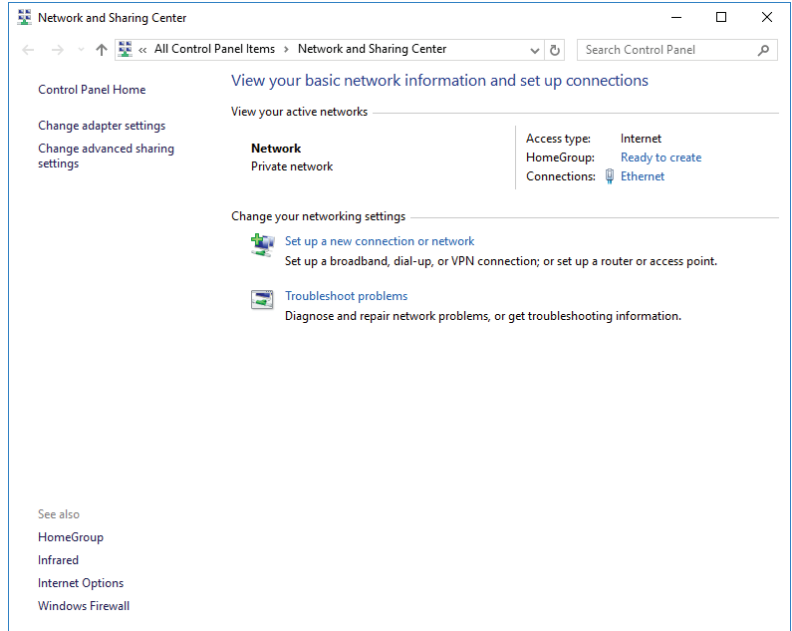 Network and Sharing Center
« All Control Panel Items > Network and Sharing Center
Search Control Panel
Control Panel Home
Change adapter settings
Change advanced sharing
settings
View your basic network information and set up connections
View your active networks
Network
Private network
Access type: Internet
HomeGroup: Ready to create
Connections: Ethernet
Change your networking settings
Set up a new connection or network
Set up a broadband, dial-up, or VPN connection; or set up a router or access point.
Troubleshoot problems
Diagnose and repair network problems, or get troubleshooting information.
See also
HomeGroup
Infrared
Internet Options
Windows Firewall